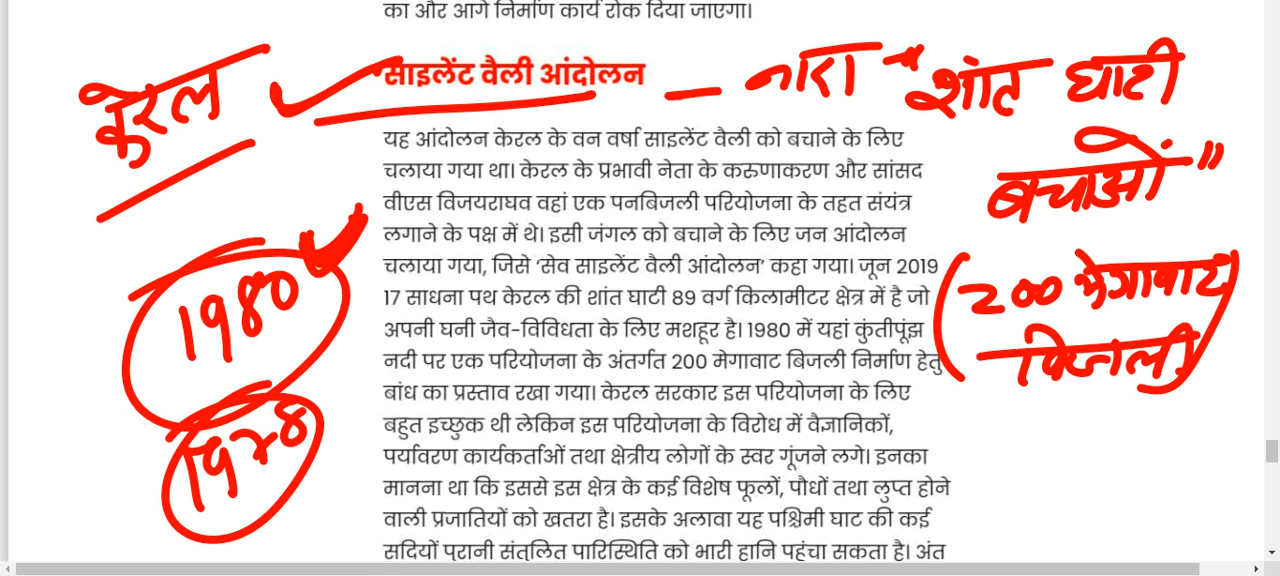 का और आगे निर्माण कार्य रोक दिया जाएगा।
केरल
साइलेंट वैली आंदोलन - नारा "शांत घाटी
बचाओं"
यह आंदोलन केरल के वन वर्षा साइलेंट वैली को बचाने के लिए
चलाया गया था। केरल के प्रभावी नेता के करुणाकरण और सांसद
वीएस विजयराघव वहां एक पनबिजली परियोजना के तहत संयंत्र
लगाने के पक्ष में थे। इसी जंगल को बचाने के लिए जन आंदोलन
चलाया गया, जिसे 'सेव साइलेंट वैली आंदोलन' कहा गया। जून 2019
17 साधना पथ केरल की शांत घाटी 89 वर्ग किलामीटर क्षेत्र में है जो
अपनी घनी जैव-विविधता के लिए मशहूर है। 1980 में यहां कुंतीपूंझ
नदी पर एक परियोजना के अंतर्गत 200 मेगावाट बिजली निर्माण हेतु
बांध का प्रस्ताव रखा गया। केरल सरकार इस परियोजना के लिए
बहुत इच्छुक थी लेकिन इस परियोजना के विरोध में वैज्ञानिकों,
पर्यावरण कार्यकर्ताओं तथा क्षेत्रीय लोगों के स्वर गूंजने लगे। इनका
मानना था कि इससे इस क्षेत्र के कई विशेष फूलों, पौधों तथा लुप्त होने
वाली प्रजातियों को खतरा है। इसके अलावा यह पश्चिमी घाट की कई
सदियों पुरानी संतुलित पारिस्थिति को भारी हानि पहुंचा सकता है। अंत
1980
(200 मेगावाट
बिजली)